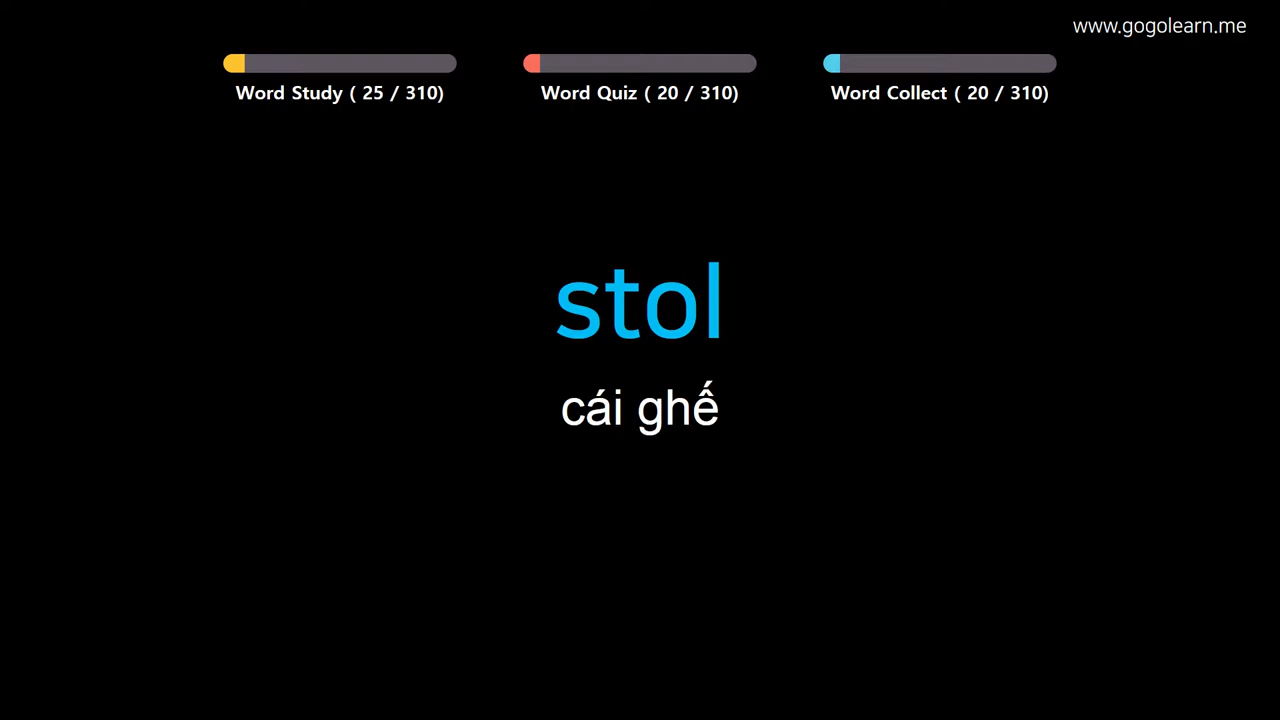 www.gogolearn.me
Word Study ( 25 / 310)
Word Quiz ( 20 / 310)
Word Collect ( 20 / 310)
stol
cái ghế